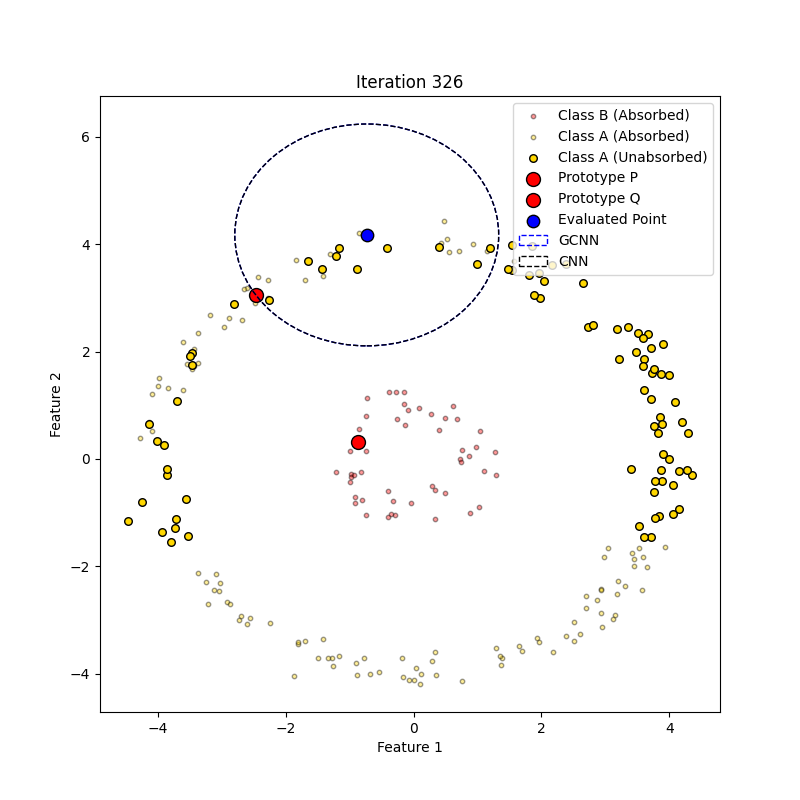 Iteration 326
Class B (Absorbed)
Class A (Absorbed)
Class A (Unabsorbed)
Prototype P
Prototype Q
Evaluated Point
GCNN
CNN
6
4
2
0
−2
−4
Feature 2
−4
−2
0
2
4
Feature 1